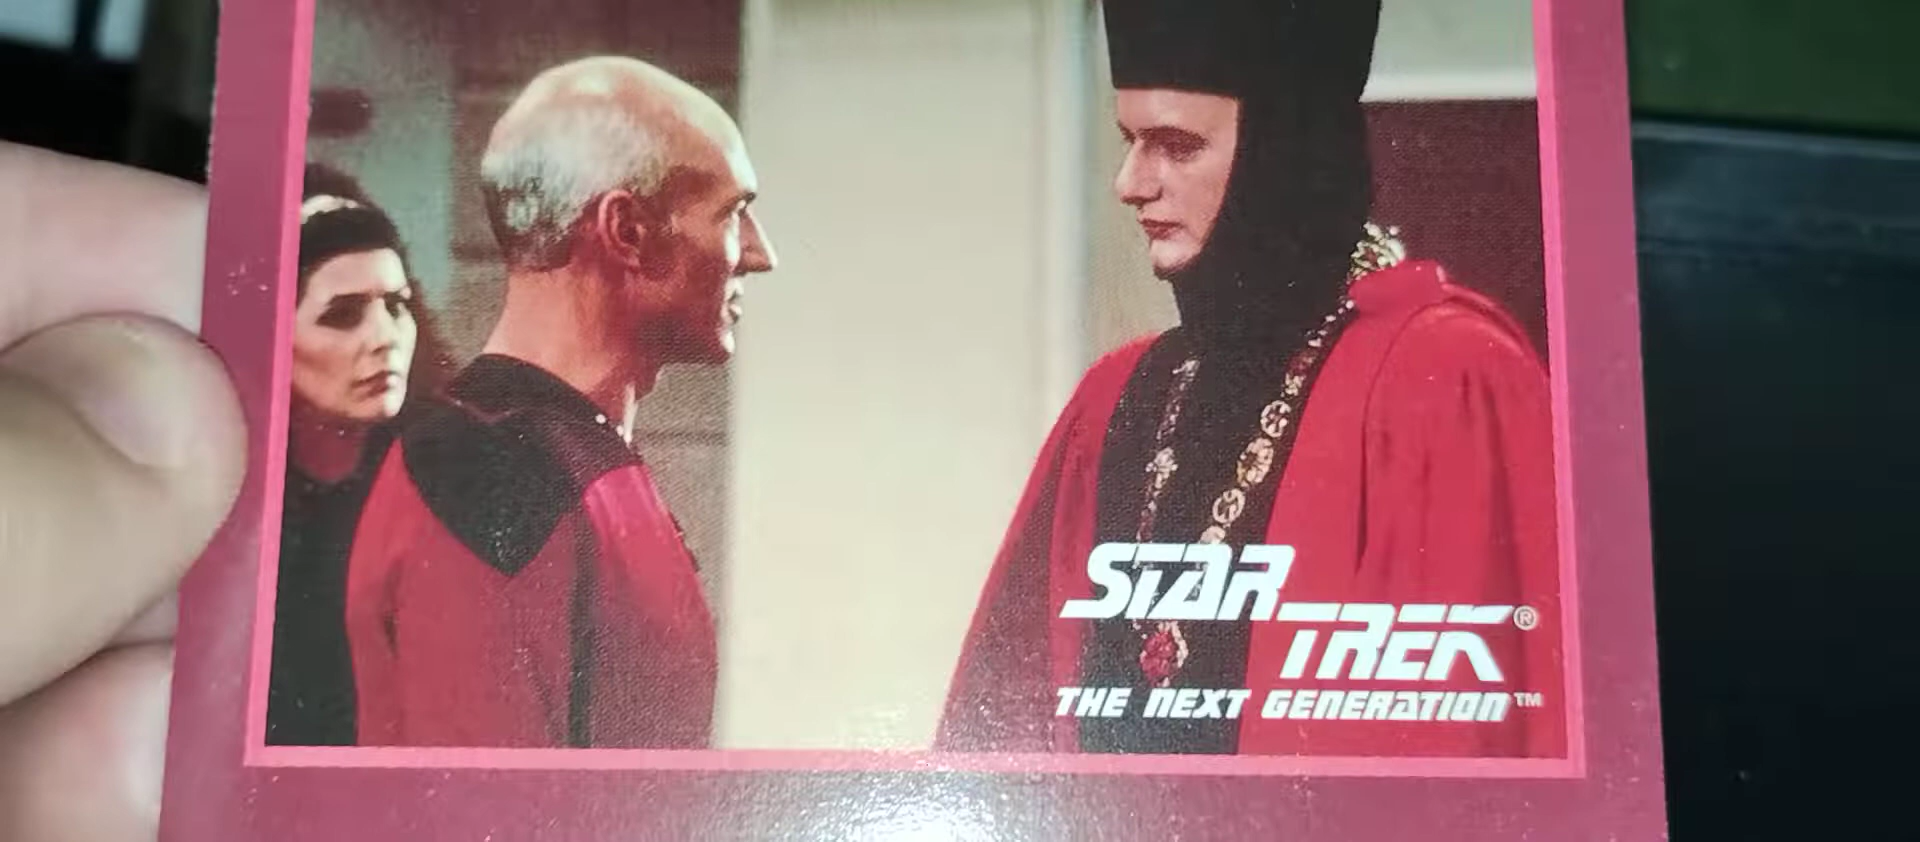 STAR
TREK®
THE NEXT GENERATION™